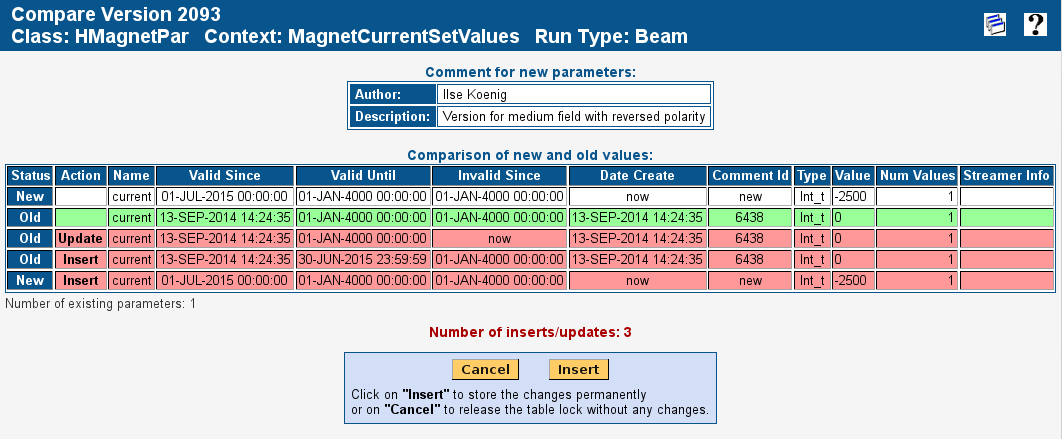 Compare Version 2093
Class: HMagnetPar Context: MagnetCurrentSetValues Run Type: Beam
?
Comment for new parameters:
Author: Ilse Koenig
Description: Version for medium field with reversed polarity
Comparison of new and old values:
Status Action Name Valid Since Valid Until Invalid Since Date Create Comment Id Type Value Num Values Streamer Info
New current 01-JUL-2015 00:00:00 01-JAN-4000 00:00:00 01-JAN-4000 00:00:00 now new Int_t -2500 1
Old current 13-SEP-2014 14:24:35 01-JAN-4000 00:00:00 01-JAN-4000 00:00:00 13-SEP-2014 14:24:35 6438 Int_t 0 1
Old Update current 13-SEP-2014 14:24:35 01-JAN-4000 00:00:00 now 13-SEP-2014 14:24:35 6438 Int_t 0 1
Old Insert current 13-SEP-2014 14:24:35 30-JUN-2015 23:59:59 01-JAN-4000 00:00:00 13-SEP-2014 14:24:35 6438 Int_t 0 1
New Insert current 01-JUL-2015 00:00:00 01-JAN-4000 00:00:00 01-JAN-4000 00:00:00 now new Int_t -2500 1
Number of existing parameters: 1
Number of inserts/updates: 3
Cancel Insert
Click on "Insert" to store the changes permanently
or on "Cancel" to release the table lock without any changes.